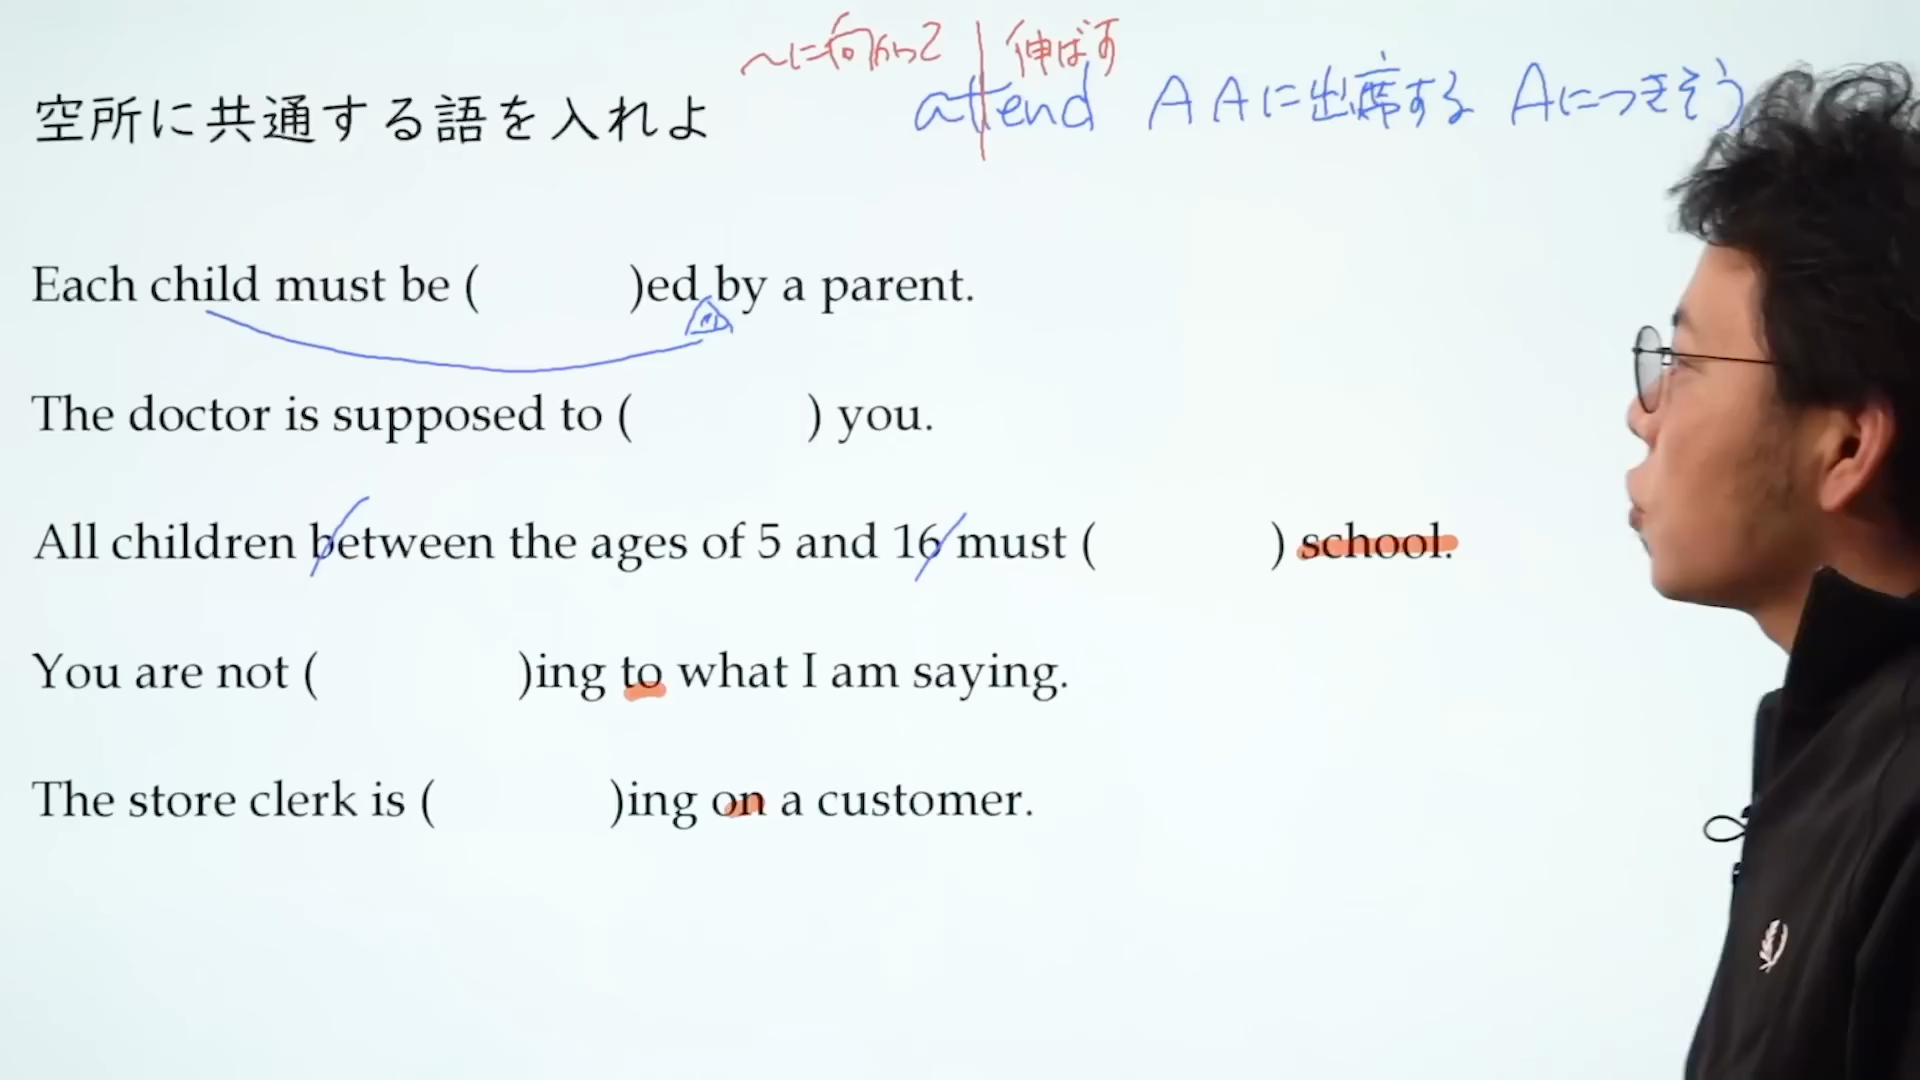 〜に向かって 伸ばす
attend A Aに出席する Aにつきそう
空所に共通する語を入れよ
Each child must be ( )ed by a parent.
The doctor is supposed to ( ) you.
All children between the ages of 5 and 16 must ( ) school.
You are not ( )ing to what I am saying.
The store clerk is ( )ing on a customer.